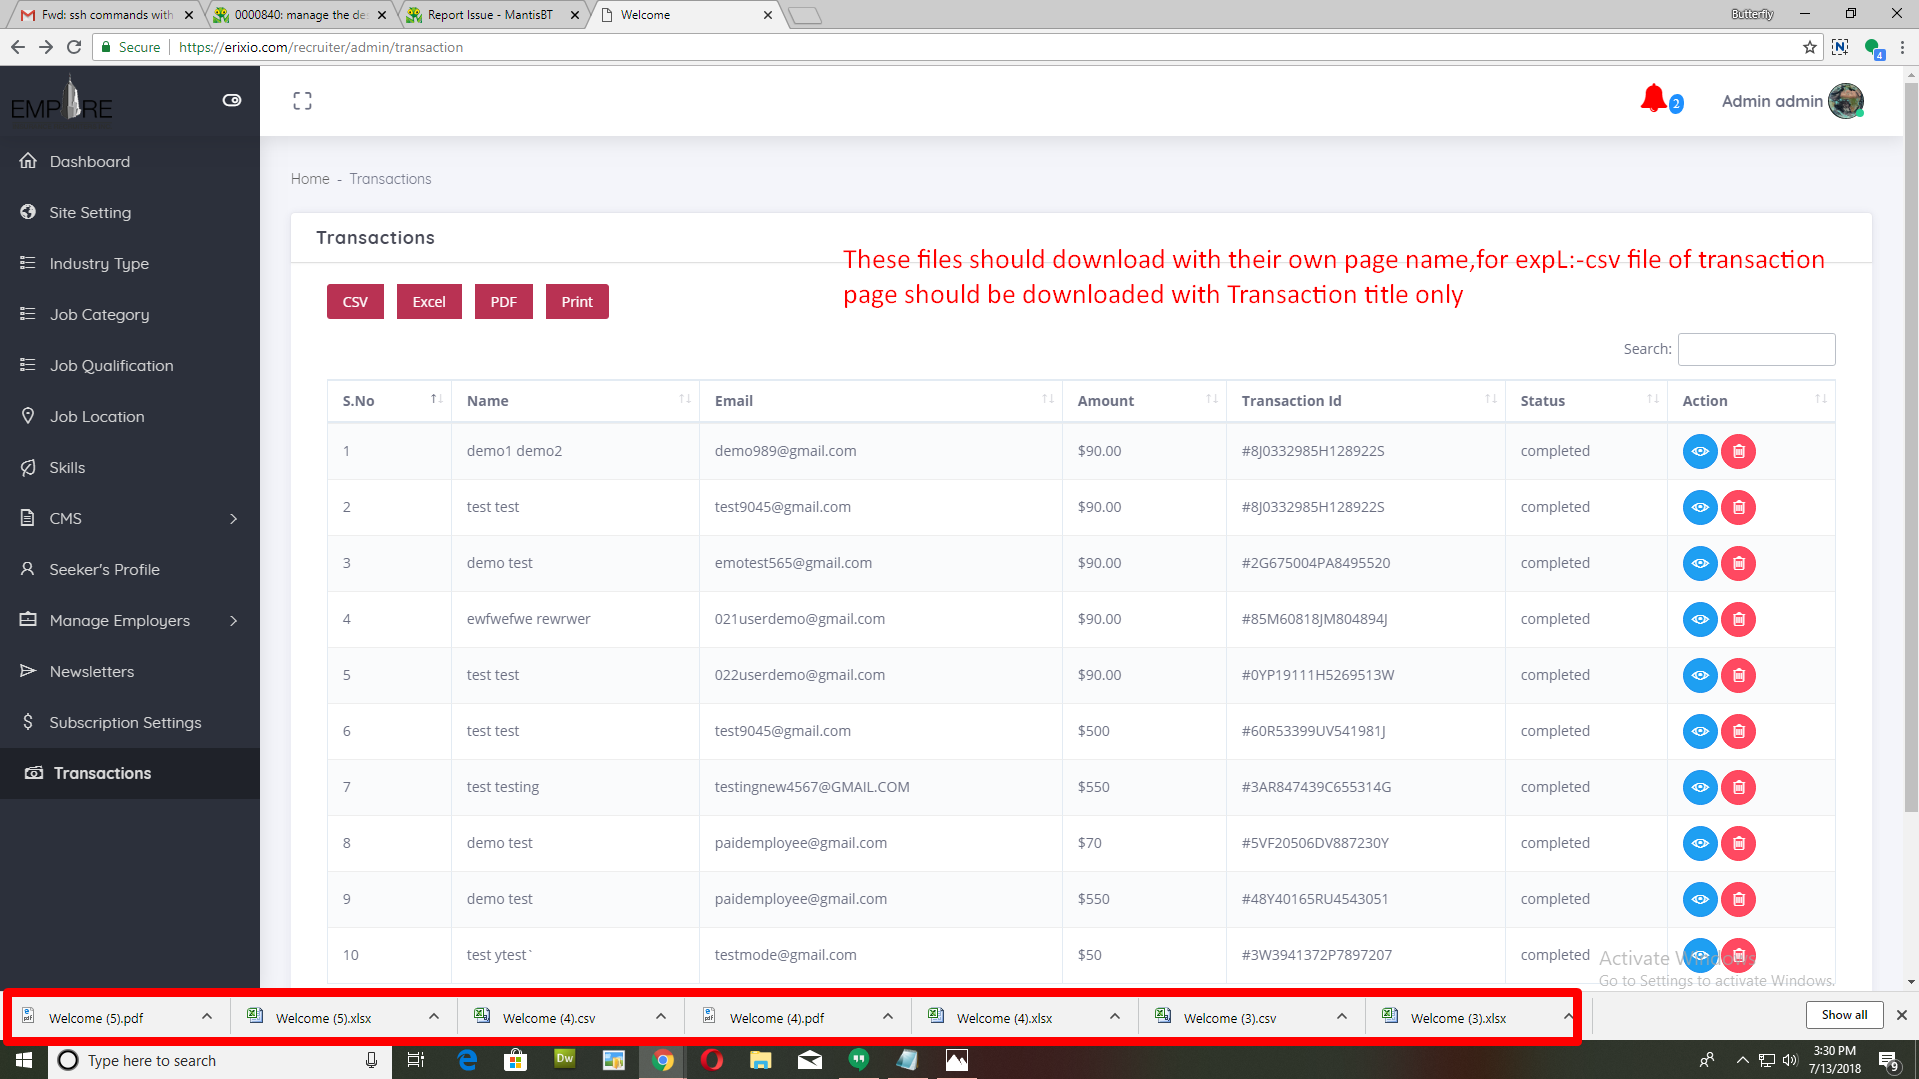 Fwd: ssh commands with
0000840: manage the des
Report Issue - MantisBT
Welcome
Butterfly
Secure
https://erixio.com/recruiter/admin/transaction
N
4
EMPIRE
2
Admin admin
Dashboard
Site Setting
Industry Type
Job Category
Job Qualification
Job Location
Skills
CMS
Seeker's Profile
Manage Employers
Newsletters
Subscription Settings
Transactions
Home - Transactions
Transactions
These files should download with their own page name,for expL:-csv file of transaction
page should be downloaded with Transaction title only
CSV Excel PDF Print
Search:
S.No Name Email Amount Transaction Id Status Action
1 demo1 demo2 demo989@gmail.com $90.00 #8J0332985H128922S completed
2 test test test9045@gmail.com $90.00 #8J0332985H128922S completed
3 demo test emotest565@gmail.com $90.00 #2G675004PA8495520 completed
4 ewfwefwe rewrwer 021userdemo@gmail.com $90.00 #85M60818JM804894J completed
5 test test 022userdemo@gmail.com $90.00 #0YP19111H5269513W completed
6 test test test9045@gmail.com $500 #60R53399UV541981J completed
7 test testing testingnew4567@GMAIL.COM $550 #3AR847439C655314G completed
8 demo test paidemployee@gmail.com $70 #5VF20506DV887230Y completed
9 demo test paidemployee@gmail.com $550 #48Y40165RU4543051 completed
10 test ytest` testmode@gmail.com $50 #3W3941372P7897207 completed
Activate Windows
Go to Settings to activate Windows.
Welcome (5).pdf
Welcome (5).xlsx
Welcome (4).csv
Welcome (4).pdf
Welcome (4).xlsx
Welcome (3).csv
Welcome (3).xlsx
Show all
Type here to search
Dw
3:30 PM
7/13/2018
9